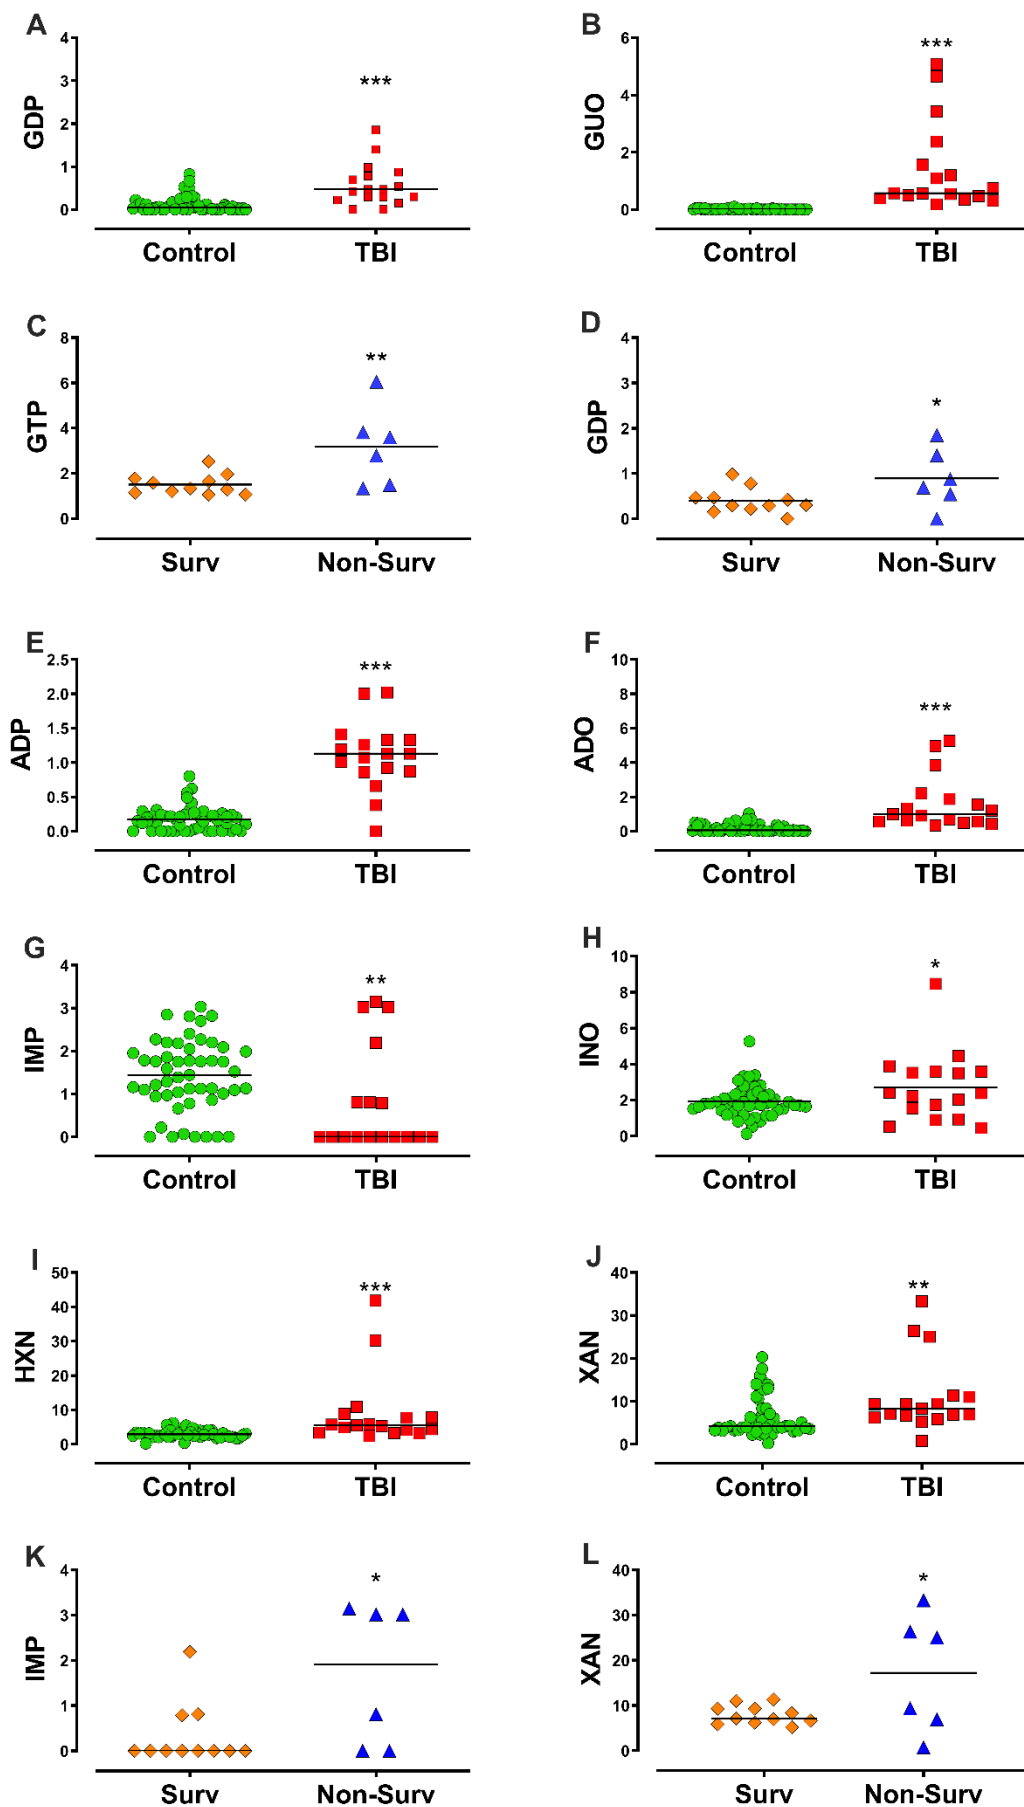 A
GDP
4
3
2
1
0
***
Control
TBI
B
GUO
6
4
2
0
***
Control
TBI
C
GTP
8
6
4
2
0
**
Surv
Non-Surv
D
GDP
4
3
2
1
0
*
Surv
Non-Surv
E
ADP
2.5
2.0
1.5
1.0
0.5
0.0
***
Control
TBI
F
ADO
10
8
6
4
2
0
***
Control
TBI
G
IMP
4
3
2
1
0
**
Control
TBI
H
INO
10
8
6
4
2
0
*
Control
TBI
I
HXN
50
40
30
20
10
0
***
Control
TBI
J
XAN
40
30
20
10
0
**
Control
TBI
K
IMP
4
3
2
1
0
*
Surv
Non-Surv
L
XAN
40
30
20
10
0
*
Surv
Non-Surv